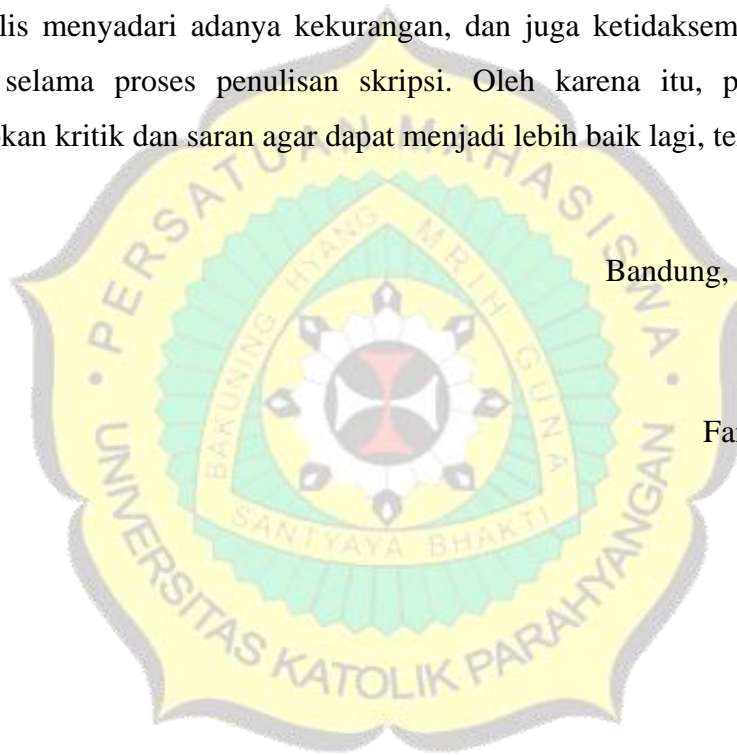 lis menyadari adanya kekurangan, dan juga ketidaksem
selama proses penulisan skripsi. Oleh karena itu, p
kan kritik dan saran agar dapat menjadi lebih baik lagi, te
PERSATUAN MAHASISWA
BAKUNING HYANG MRIH GUNA
SANTYAYA BHAKTI
UNIVERSITAS KATOLIK PARAHYANGAN
Bandung,
Fa